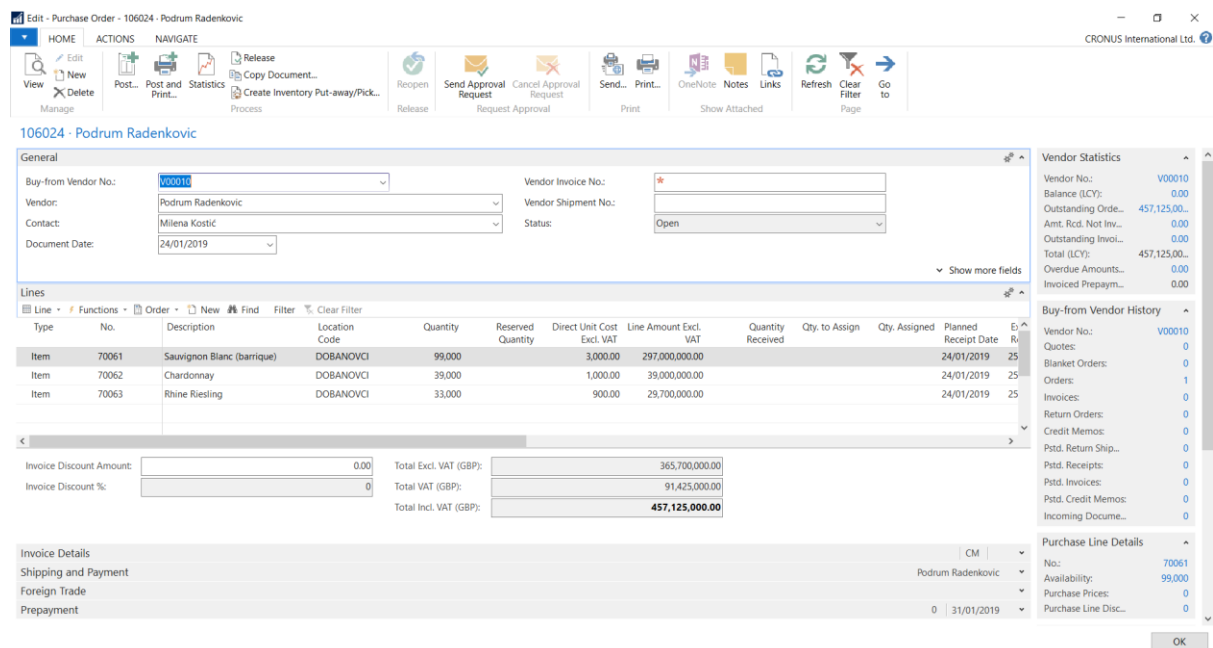 Edit - Purchase Order - 106024 · Podrum Radenkovic
HOME ACTIONS NAVIGATE CRONUS International Ltd.
View Edit New Delete Manage
Post... Post and Print... Statistics Release Copy Document... Create Inventory Put-away/Pick... Process
Reopen Release
Send Approval Request Cancel Approval Request Request Approval
Send... Print... Print
OneNote Notes Links Show Attached
Refresh Clear Filter Go to Page
106024 · Podrum Radenkovic
General
Buy-from Vendor No.: V00010 Vendor Invoice No.: *
Vendor: Podrum Radenkovic Vendor Shipment No.:
Contact: Milena Kostić Status: Open
Document Date: 24/01/2019
Show more fields
Lines
Line Functions Order New Find Filter Clear Filter
Type No. Description Location Code Quantity Reserved Quantity Direct Unit Cost Excl. VAT Line Amount Excl. VAT Quantity Received Qty. to Assign Qty. Assigned Planned Receipt Date
Item 70061 Sauvignon Blanc (barrique) DOBANOVCI 99,000 3,000.00 297,000,000.00 24/01/2019 25
Item 70062 Chardonnay DOBANOVCI 39,000 1,000.00 39,000,000.00 24/01/2019 25
Item 70063 Rhine Riesling DOBANOVCI 33,000 900.00 29,700,000.00 24/01/2019 25
Invoice Discount Amount: 0.00 Total Excl. VAT (GBP): 365,700,000.00
Invoice Discount %: 0 Total VAT (GBP): 91,425,000.00
Total Incl. VAT (GBP): 457,125,000.00
Invoice Details CM
Shipping and Payment Podrum Radenkovic
Foreign Trade
Prepayment 0 31/01/2019
Vendor Statistics
Vendor No.: V00010
Balance (LCY): 0.00
Outstanding Orde... 457,125,00...
Amt. Rcd. Not Inv... 0.00
Outstanding Invoi... 0.00
Total (LCY): 457,125,00...
Overdue Amounts... 0.00
Invoiced Prepaym... 0.00
Buy-from Vendor History
Vendor No.: V00010
Quotes: 0
Blanket Orders: 0
Orders: 1
Invoices: 0
Return Orders: 0
Credit Memos: 0
Pstd. Return Ship... 0
Pstd. Receipts: 0
Pstd. Invoices: 0
Pstd. Credit Memos: 0
Incoming Docume... 0
Purchase Line Details
No.: 70061
Availability: 99,000
Purchase Prices: 0
Purchase Line Disc... 0
OK